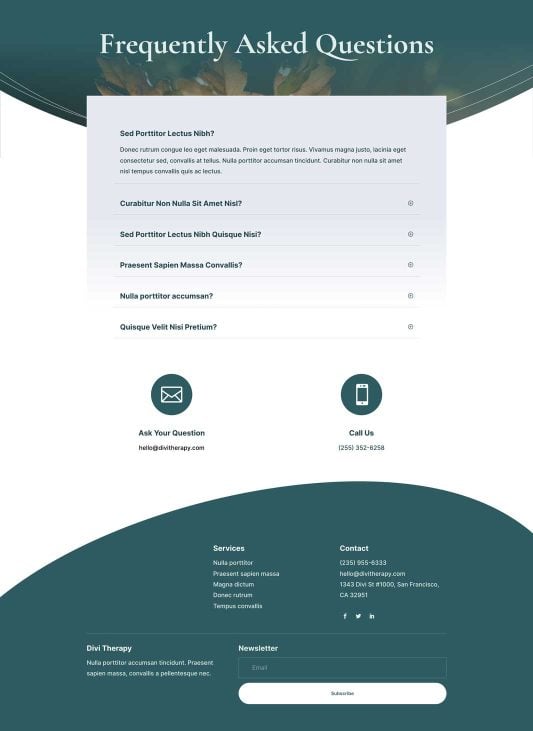 Frequently Asked Questions
Sed Porttitor Lectus Nibh?
Donec rutrum congue leo eget malesuada. Proin eget tortor risus. Vivamus magna justo, lacinia eget
consectetur sed, convallis at tellus. Nulla porttitor accumsan tincidunt. Curabitur non nulla sit amet
nisl tempus convallis quis ac lectus.
Curabitur Non Nulla Sit Amet Nisl?
Sed Porttitor Lectus Nibh Quisque Nisi?
Praesent Sapien Massa Convallis?
Nulla porttitor accumsan?
Quisque Velit Nisi Pretium?
Ask Your Question
hello@divitherapy.com
Call Us
(255) 352-6258
Services
Nulla porttitor
Praesent sapien massa
Magna dictum
Donec rutrum
Tempus convallis
Contact
(235) 955-6333
hello@divitherapy.com
1343 Divi St #1000, San Francisco,
CA 32951
Divi Therapy
Nulla porttitor accumsan tincidunt. Praesent
sapien massa, convallis a pellentesque nec.
Newsletter
Email
Subscribe